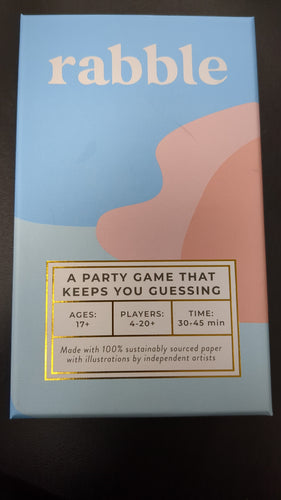 rabble
A PARTY GAME THAT
KEEPS YOU GUESSING
AGES:
17+
PLAYERS:
4-20+
TIME:
30-45 min
Made with 100% sustainably sourced paper
with illustrations by independent artists